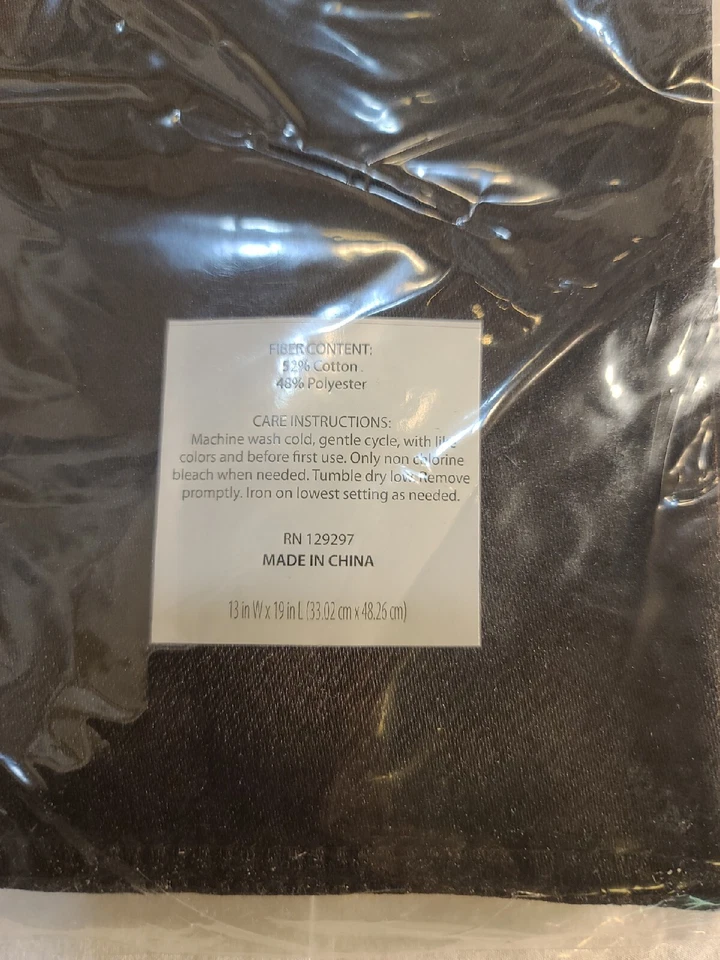 FIBER CONTENT:
52% Cotton.
48% Polyester
CARE INSTRUCTIONS:
Machine wash cold, gentle cycle, with like
colors and before first use. Only non chlorine
bleach when needed. Tumble dry low. Remove
promptly. Iron on lowest setting as needed.
RN 129297
MADE IN CHINA
13 in W x 19 in L (33.02 cm x 48.26 cm)